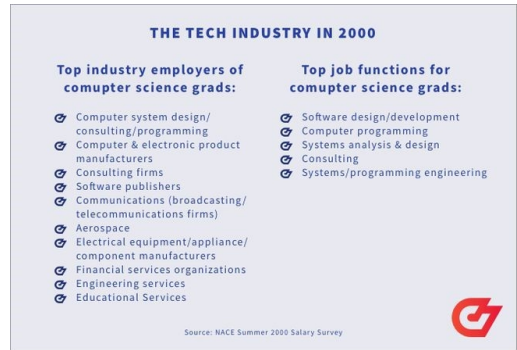 THE TECH INDUSTRY IN 2000
Top industry employers of
comupter science grads:
Computer system design/
consulting/programming
Computer & electronic product
manufacturers
Consulting firms
Software publishers
Communications (broadcasting/
telecommunications firms)
Aerospace
Electrical equipment/appliance/
component manufacturers
Financial services organizations
Engineering services
Educational Services
Top job functions for
comupter science grads:
Software design/development
Computer programming
Systems analysis & design
Consulting
Systems/programming engineering
Source: NACE Summer 2000 Salary Survey